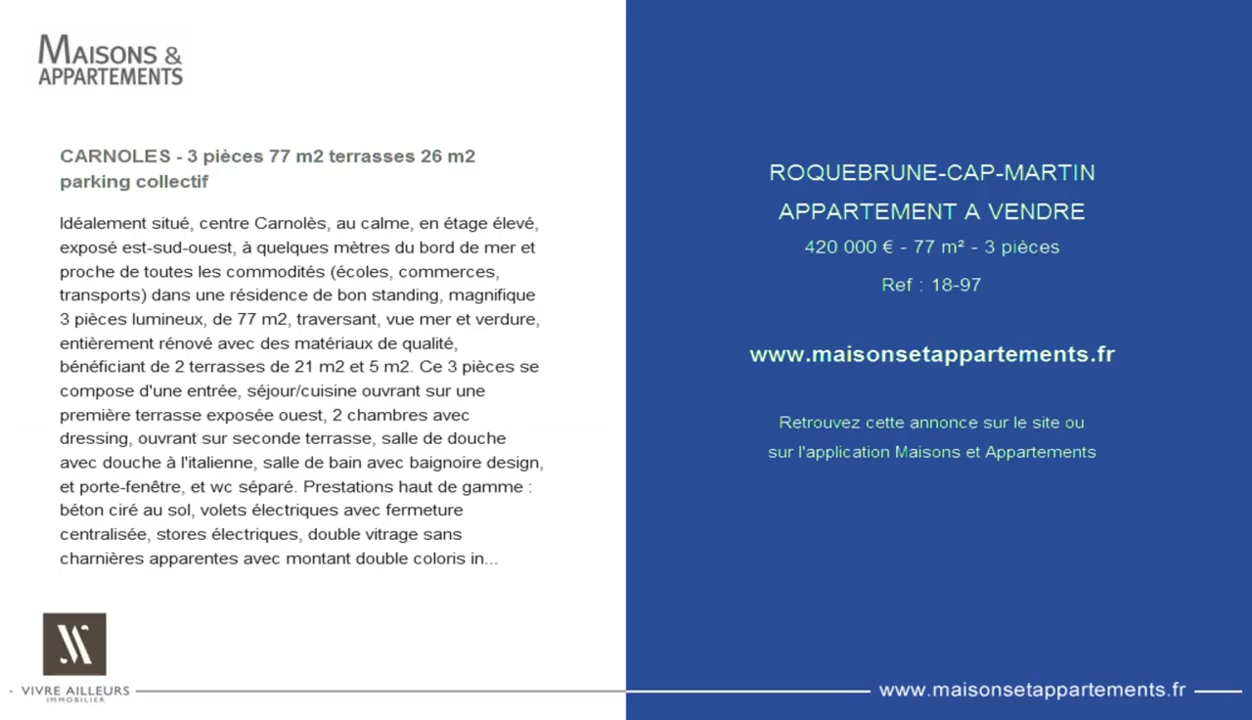 MAISONS &
APPARTEMENTS
CARNOLES - 3 pièces 77 m2 terrasses 26 m2
parking collectif
Idéalement situé, centre Carnolès, au calme, en étage élevé,
exposé est-sud-ouest, à quelques mètres du bord de mer et
proche de toutes les commodités (écoles, commerces,
transports) dans une résidence de bon standing, magnifique
3 pièces lumineux, de 77 m2, traversant, vue mer et verdure,
entièrement rénové avec des matériaux de qualité,
bénéficiant de 2 terrasses de 21 m2 et 5 m2. Ce 3 pièces se
compose d'une entrée, séjour/cuisine ouvrant sur une
première terrasse exposée ouest, 2 chambres avec
dressing, ouvrant sur seconde terrasse, salle de douche
avec douche à l'italienne, salle de bain avec baignoire design,
et porte-fenêtre, et wc séparé. Prestations haut de gamme :
béton ciré au sol, volets électriques avec fermeture
centralisée, stores électriques, double vitrage sans
charnières apparentes avec montant double coloris in...
VIVRE AILLEURS
IMMOBILIER
ROQUEBRUNE-CAP-MARTIN
APPARTEMENT A VENDRE
420 000 € - 77 m² - 3 pièces
Ref : 18-97
www.maisonsetappartements.fr
Retrouvez cette annonce sur le site ou
sur l'application Maisons et Appartements
www.maisonsetappartements.fr